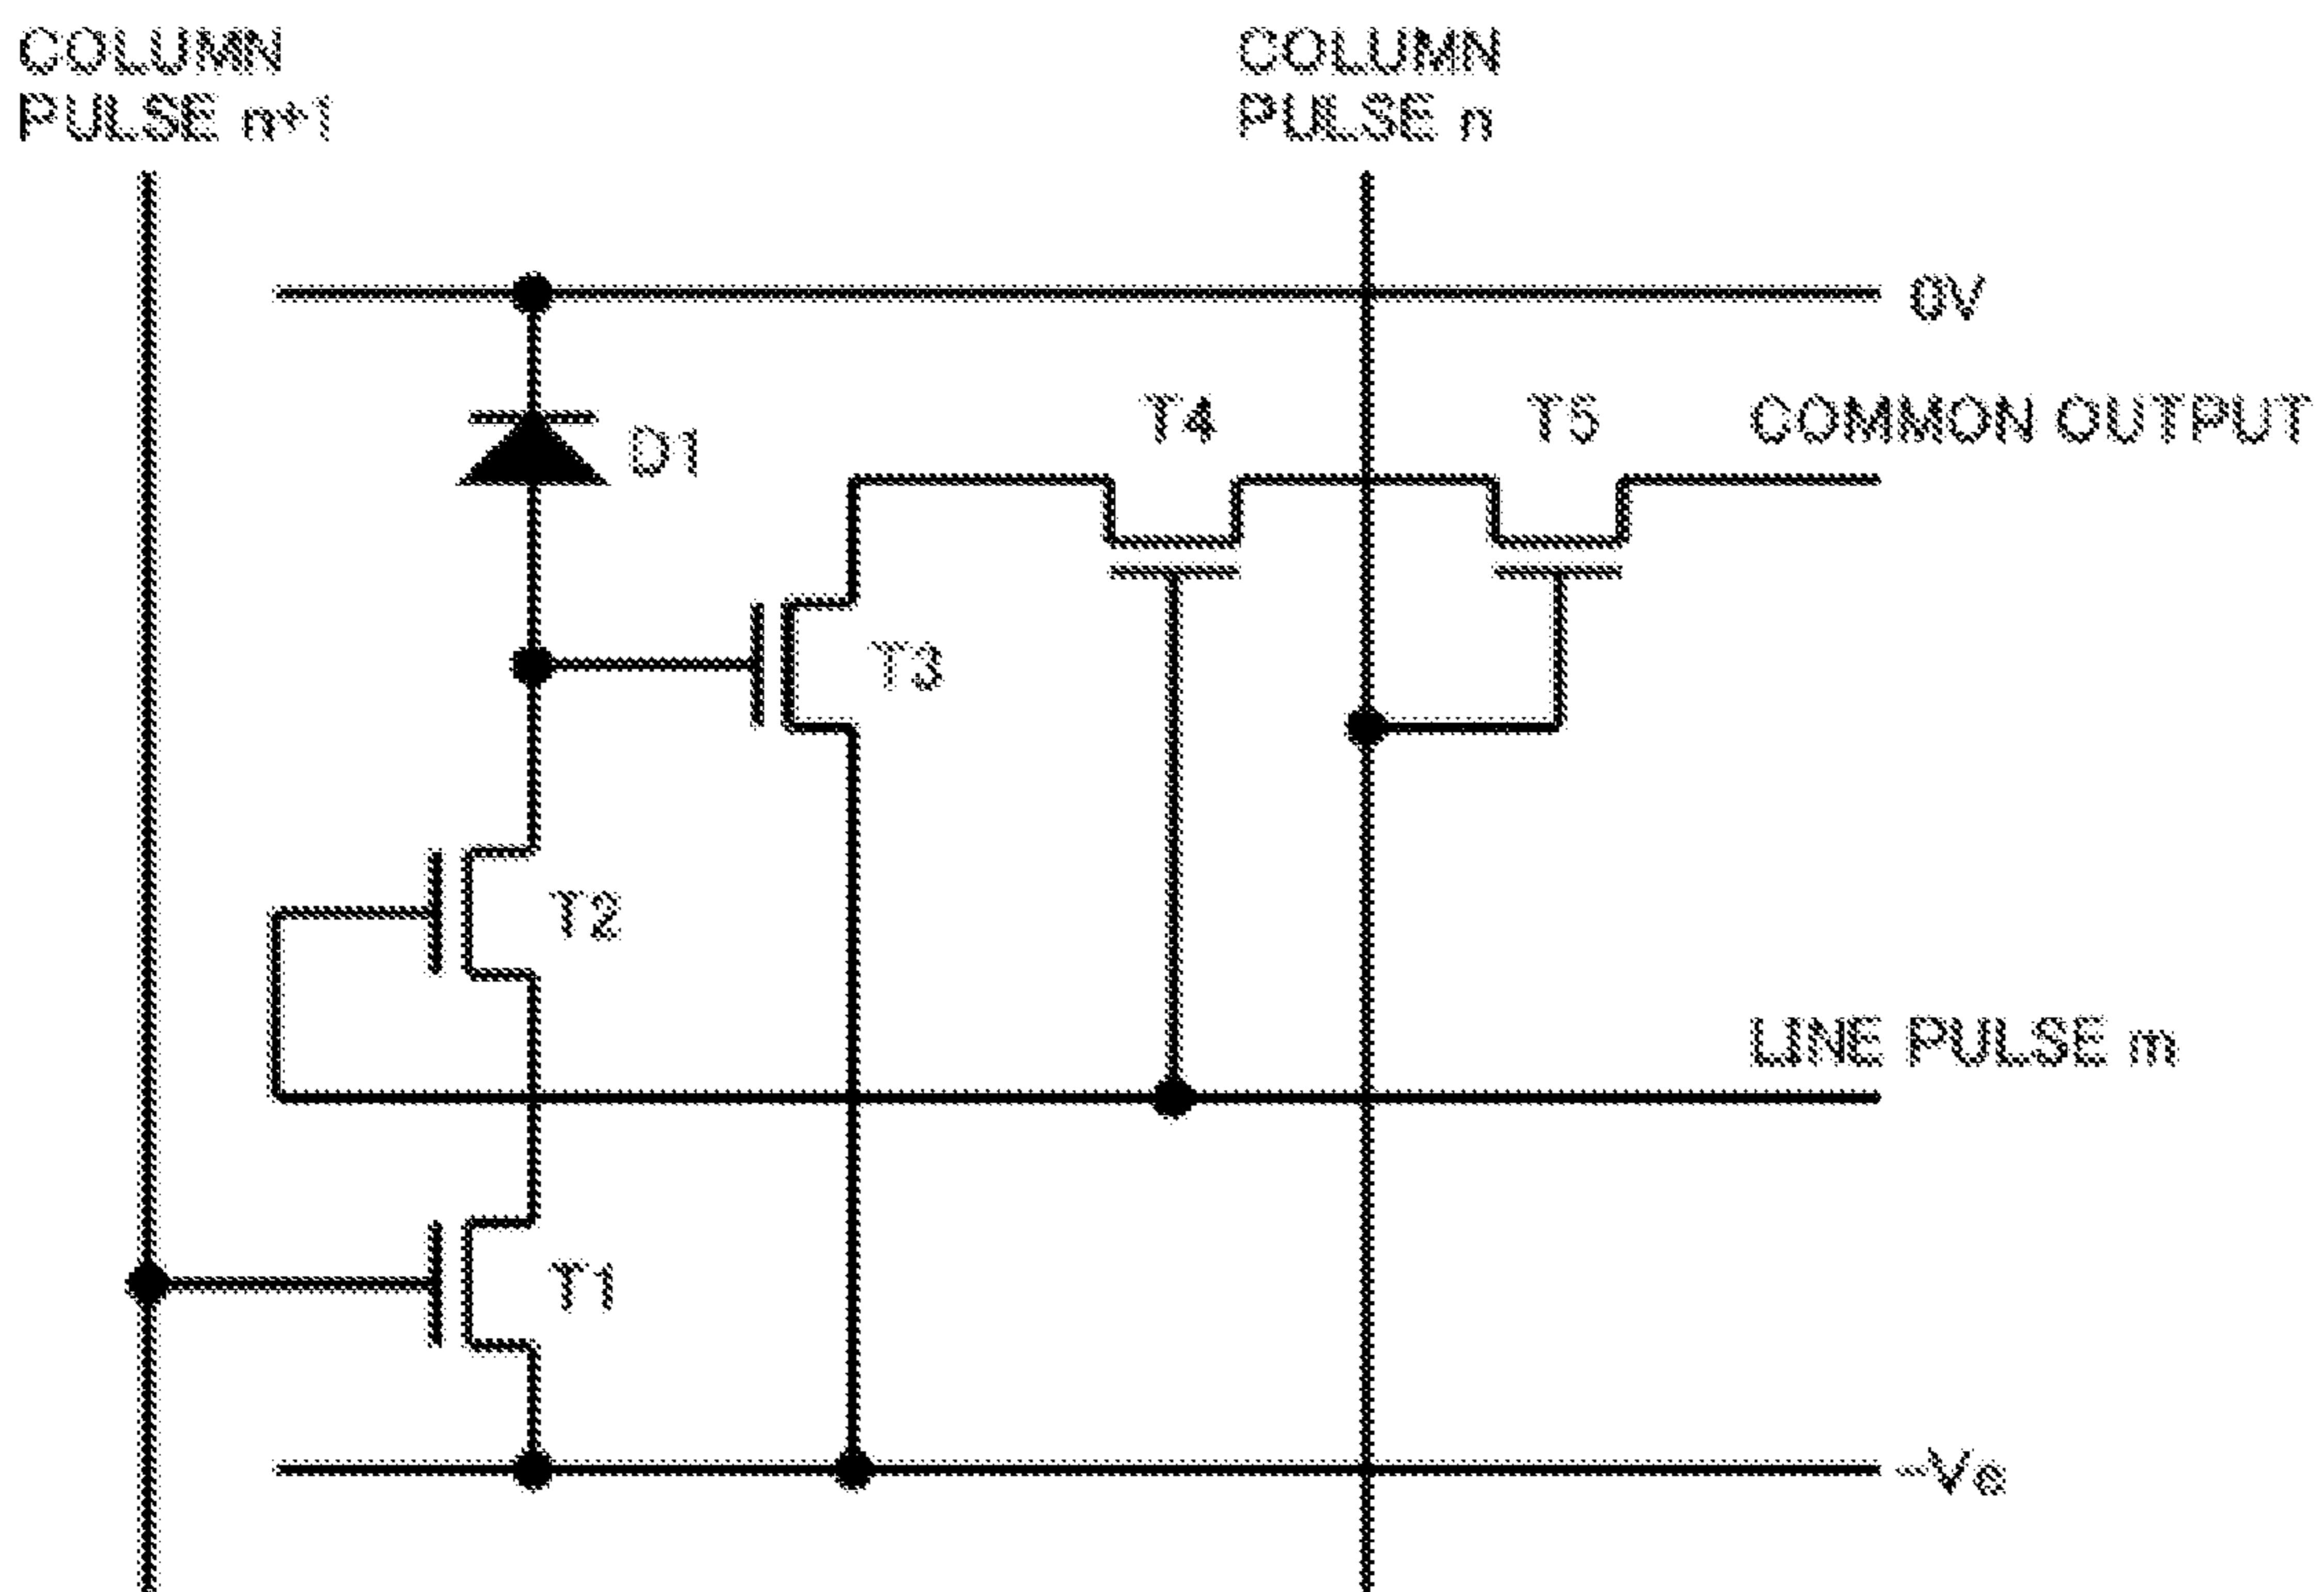 COLUMN
PULSE n+1
COLUMN
PULSE n
0V
T4
T5
COMMON OUTPUT
D1
T3
T2
LINE PULSE m
T1
-Ve